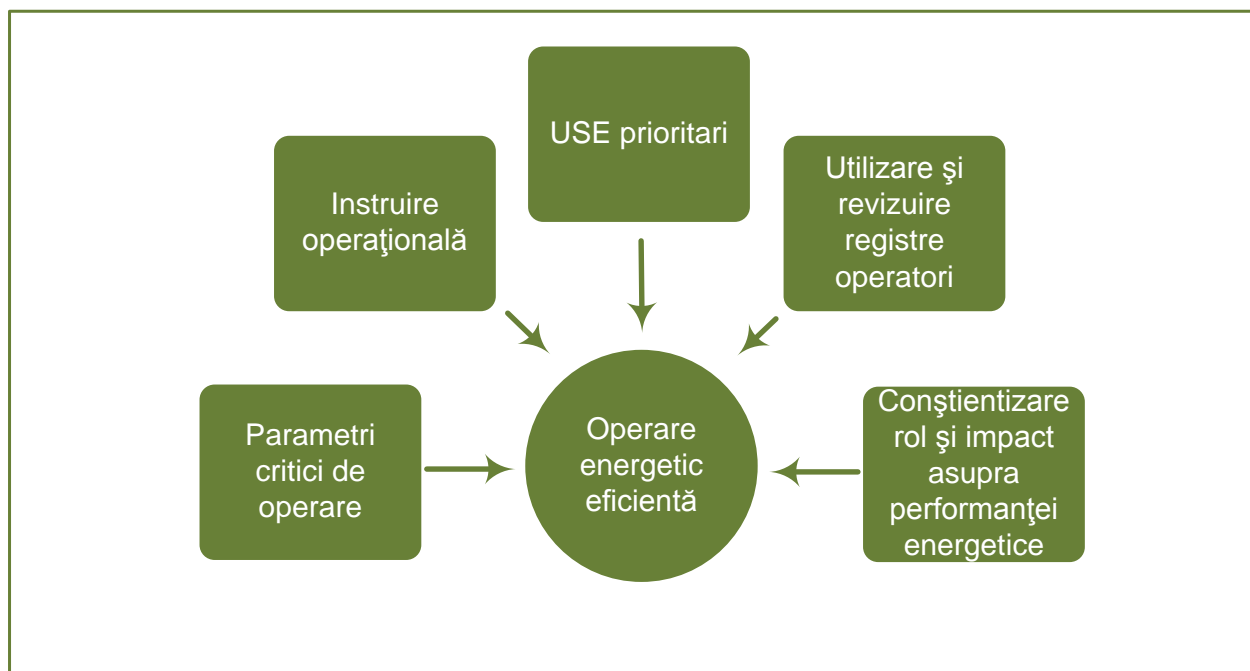 USE prioritari
Instruire
operaţională
Utilizare şi
revizuire
registre
operatori
Parametri
critici de
operare
Operare
energetic
eficientă
Conştientizare
rol şi impact
asupra
performanţei
energetice